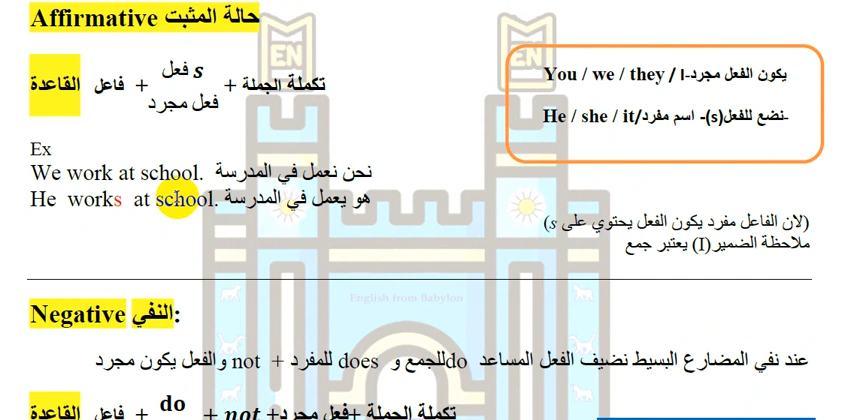 حالة المثبت Affirmative
القاعدة فاعل + فعل s + تكملة الجملة
فعل مجرد
You / we / they / I-يكون الفعل مجرد
He / she / it/نضع للفعل(s)- اسم مفرد-
Ex
We work at school. نحن نعمل في المدرسة
He works at school. هو يعمل في المدرسة
(لان الفاعل مفرد يكون الفعل يحتوي على s)
ملاحظة الضمير(I) يعتبر جمع
English from Babylon
Negative النفي:
عند نفي المضارع البسيط نضيف الفعل المساعد doللجمع و does للمفرد + not والفعل يكون مجرد
القاعدة فاعل + do + not +فعل مجرد+ تكملة الجملة
EN
EN